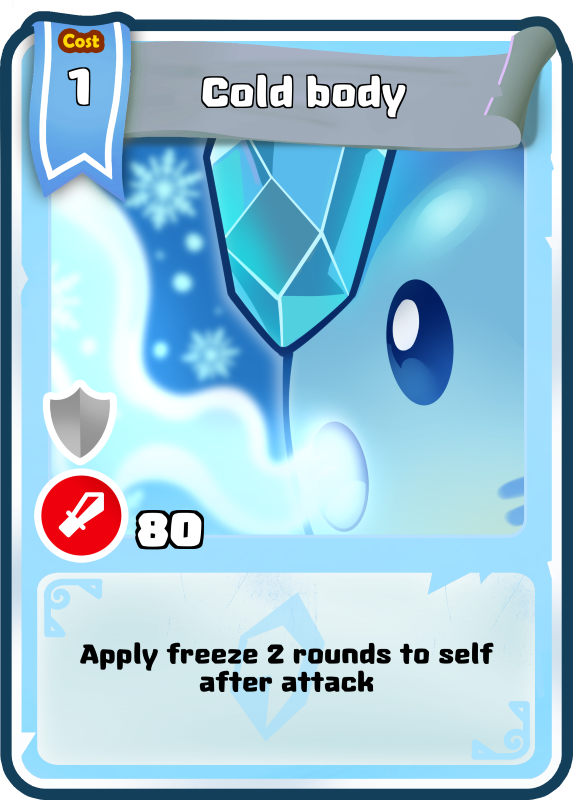 Cost
1
Cold body
80
Apply freeze 2 rounds to self
after attack